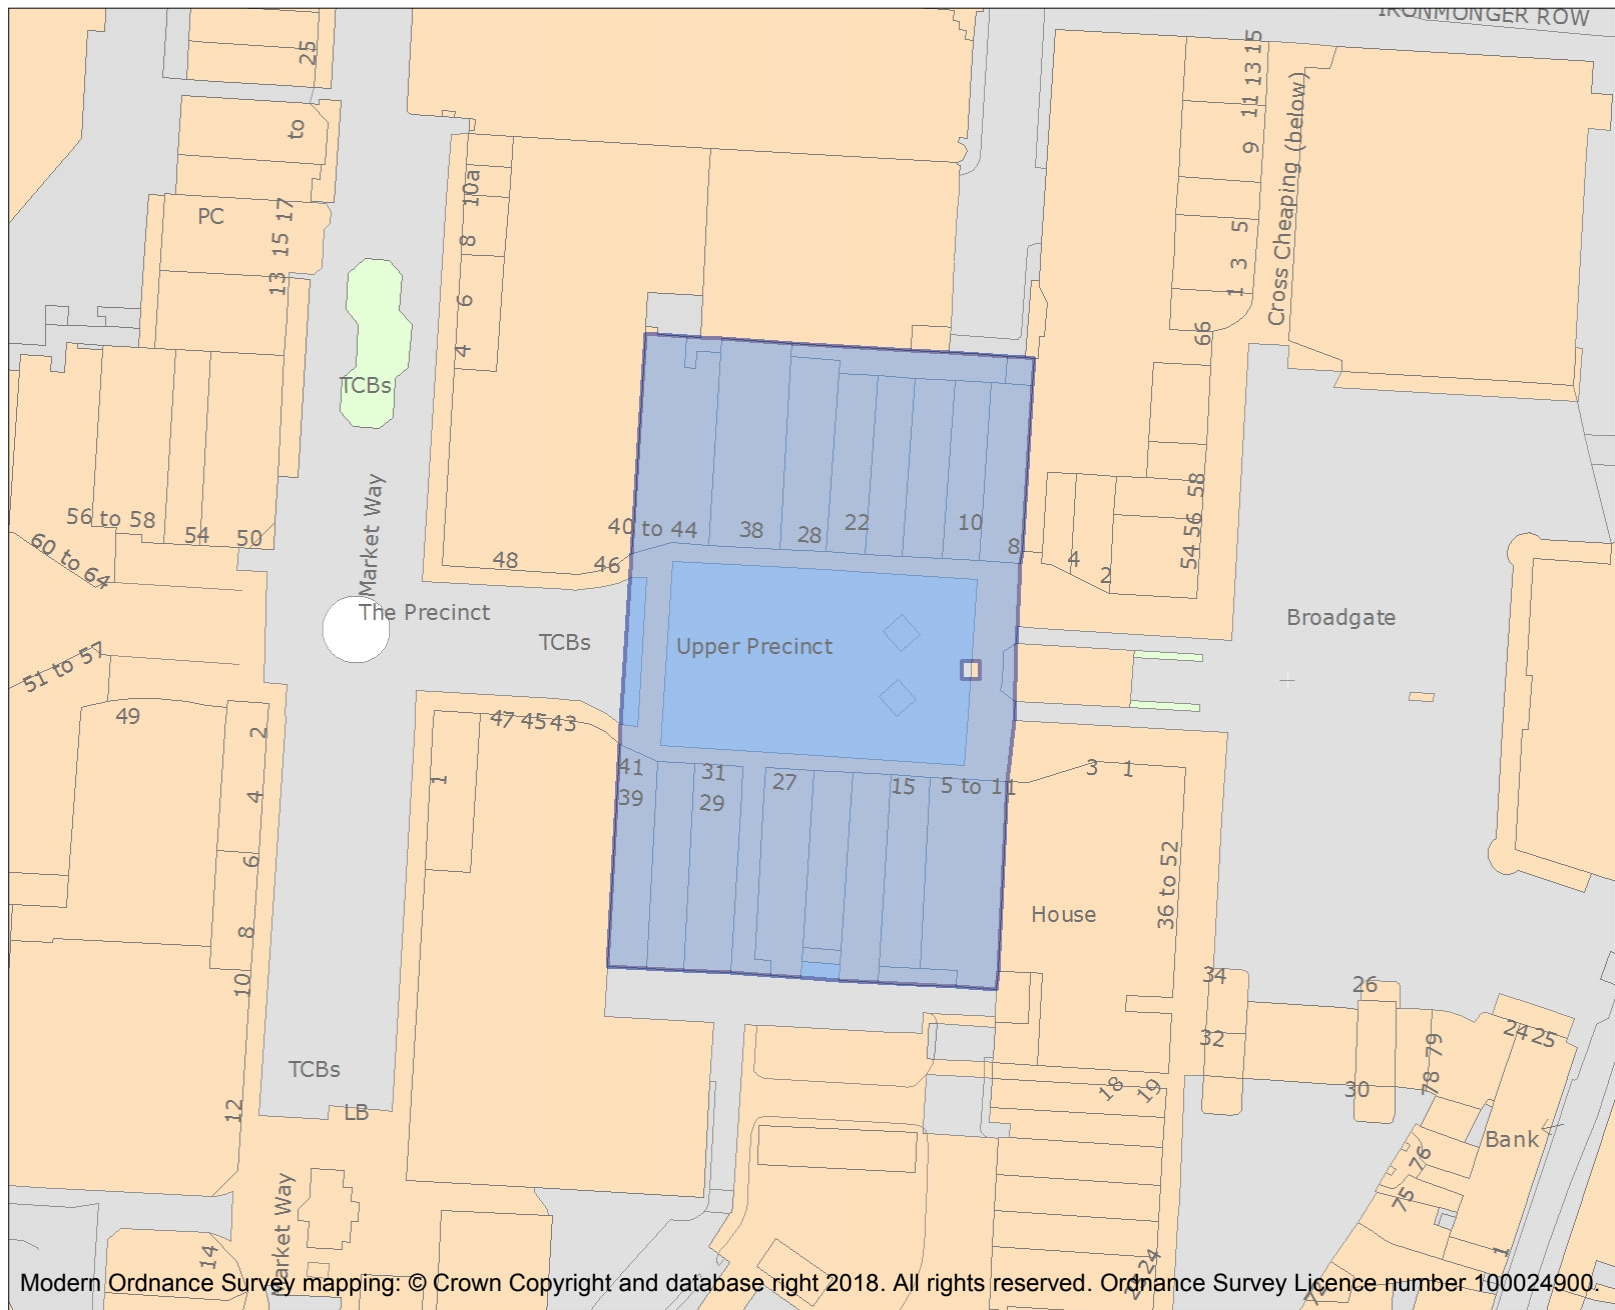 IRONMONGER ROW
25
to
17
15
13
PC
10a
8
6
4
15
13
11
9
5
3
1
Cross Cheaping (below)
66
TCBs
Market Way
The Precinct
TCBs
56 to 58
54
50
60 to 64
51 to 57
49
48
46
40 to 44
38
28
22
10
8
4
2
58
56
54
Broadgate
Upper Precinct
47 45 43
41
39
31
29
27
15
5 to 11
3
1
1
2
4
6
8
10
12
36 to 52
House
34
32
26
30
79
78
24 25
76
75
Bank
18
19
24
TCBs
LB
Market Way
14
1
Modern Ordnance Survey mapping: © Crown Copyright and database right 2018. All rights reserved. Ordnance Survey Licence number 100024900.